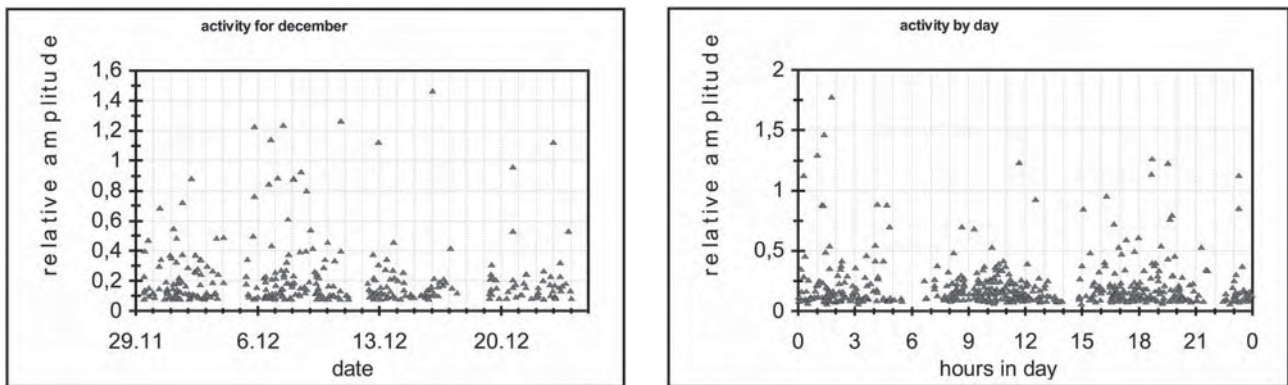 activity for december
relative amplitude
1,6
1,4
1,2
1
0,8
0,6
0,4
0,2
0
29.11 6.12 13.12 20.12
date
activity by day
relative amplitude
2
1,5
1
0,5
0
0 3 6 9 12 15 18 21 0
hours in day